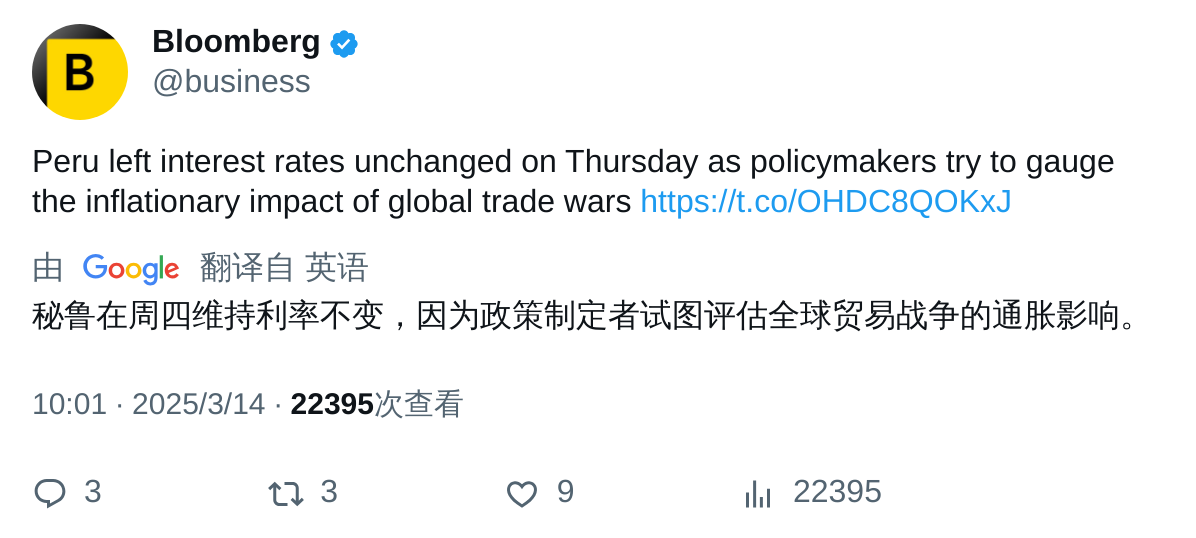 B
Bloomberg
@business
Peru left interest rates unchanged on Thursday as policymakers try to gauge
the inflationary impact of global trade wars https://t.co/OHDC8QOKxJ
由 Google 翻译自 英语
秘鲁在周四维持利率不变，因为政策制定者试图评估全球贸易战争的通胀影响。
10:01 · 2025/3/14 · 22395次查看
3 3 9 22395